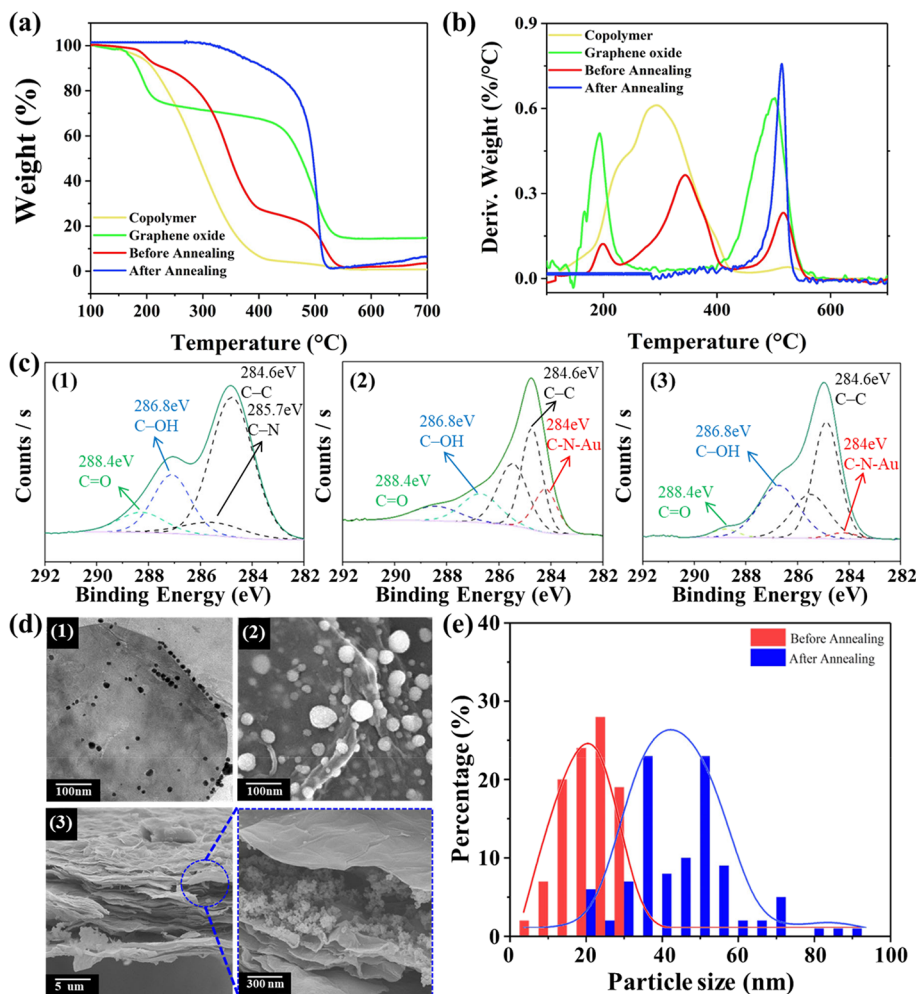 (a)
Weight (%)
100
80
60
40
20
0
Copolymer
Graphene oxide
Before Annealing
After Annealing
100 200 300 400 500 600 700
Temperature (°C)
(b)
Deriv. Weight (%/°C)
0.9
0.6
0.3
0.0
Copolymer
Graphene oxide
Before Annealing
After Annealing
200 400 600
Temperature (°C)
(c)
(1)
Counts / s
284.6eV
C–C
285.7eV
C–N
286.8eV
C–OH
288.4eV
C=O
292 290 288 286 284 282
Binding Energy (eV)
(2)
Counts / s
284.6eV
C–C
286.8eV
C–OH
284eV
C-N-Au
288.4eV
C=O
292 290 288 286 284 282
Binding Energy (eV)
(3)
Counts / s
284.6eV
C–C
286.8eV
C–OH
284eV
C-N-Au
288.4eV
C=O
292 290 288 286 284 282
Binding Energy (eV)
(d)
(1)
100nm
(2)
100nm
(3)
5 um
300 nm
(e)
Percentage (%)
40
30
20
10
0
Before Annealing
After Annealing
0 20 40 60 80 100
Particle size (nm)